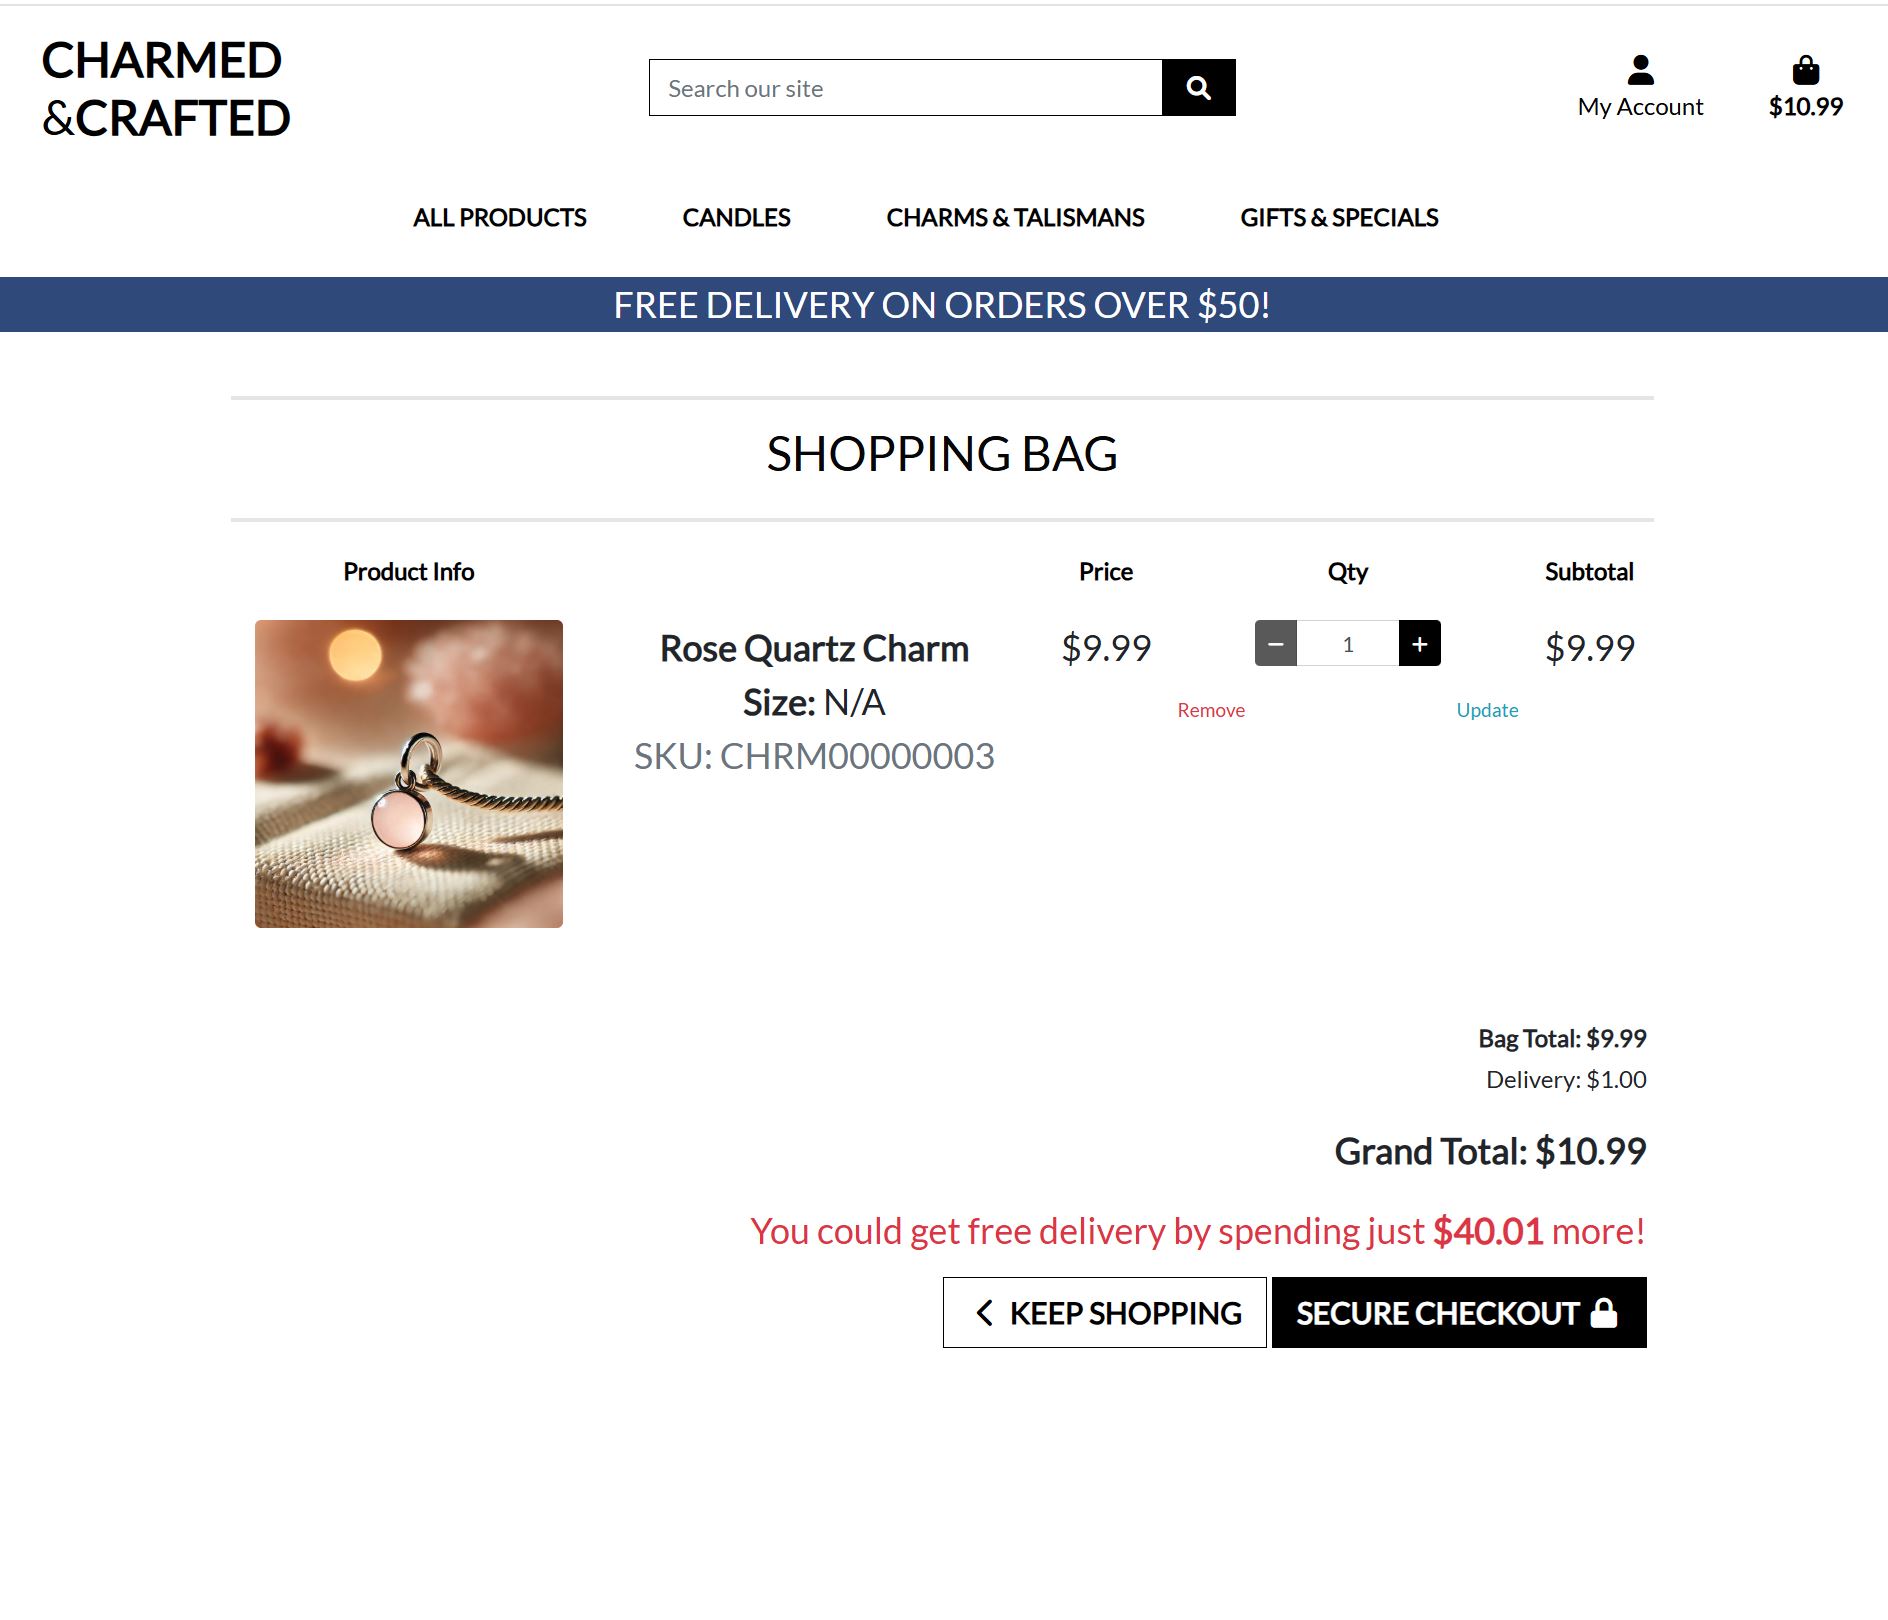 CHARMED
&CRAFTED
Search our site
My Account
$10.99
ALL PRODUCTS
CANDLES
CHARMS & TALISMANS
GIFTS & SPECIALS
FREE DELIVERY ON ORDERS OVER $50!
SHOPPING BAG
Product Info
Price
Qty
Subtotal
Rose Quartz Charm
Size: N/A
SKU: CHRM00000003
$9.99
1
$9.99
Remove
Update
Bag Total: $9.99
Delivery: $1.00
Grand Total: $10.99
You could get free delivery by spending just $40.01 more!
KEEP SHOPPING
SECURE CHECKOUT